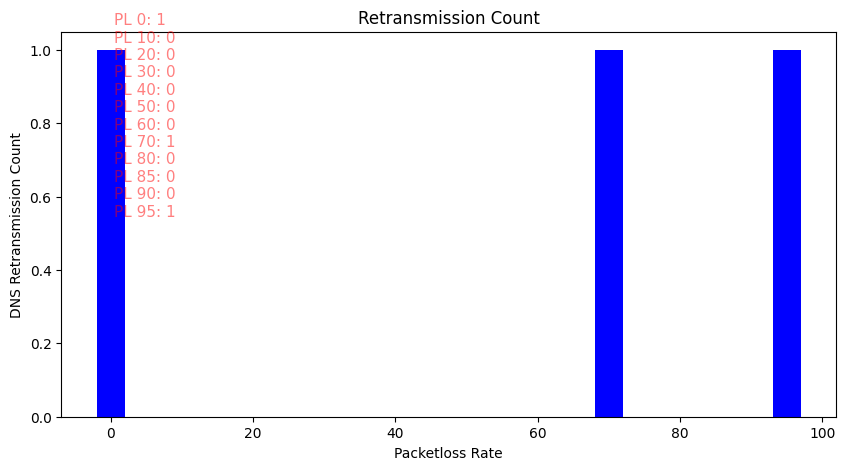 Retransmission Count
PL 0: 1
PL 10: 0
PL 20: 0
PL 30: 0
PL 40: 0
PL 50: 0
PL 60: 0
PL 70: 1
PL 80: 0
PL 85: 0
PL 90: 0
PL 95: 1
DNS Retransmission Count
1.0
0.8
0.6
0.4
0.2
0.0
0 20 40 60 80 100
Packetloss Rate